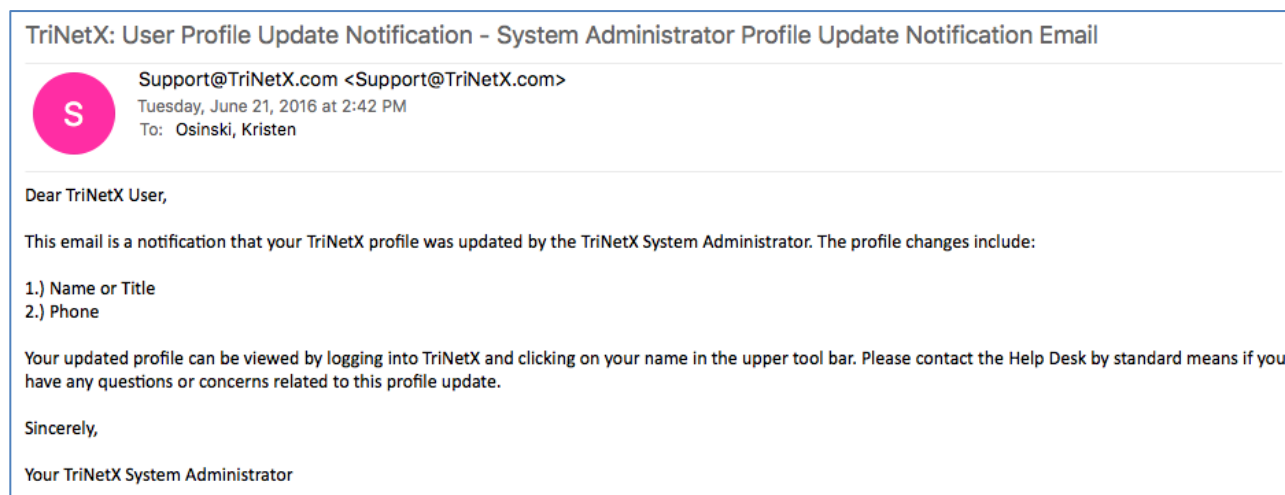 TriNetX: User Profile Update Notification - System Administrator Profile Update Notification Email
S
Support@TriNetX.com <Support@TriNetX.com>
Tuesday, June 21, 2016 at 2:42 PM
To: Osinski, Kristen
Dear TriNetX User,
This email is a notification that your TriNetX profile was updated by the TriNetX System Administrator. The profile changes include:
1.) Name or Title
2.) Phone
Your updated profile can be viewed by logging into TriNetX and clicking on your name in the upper tool bar. Please contact the Help Desk by standard means if you
have any questions or concerns related to this profile update.
Sincerely,
Your TriNetX System Administrator